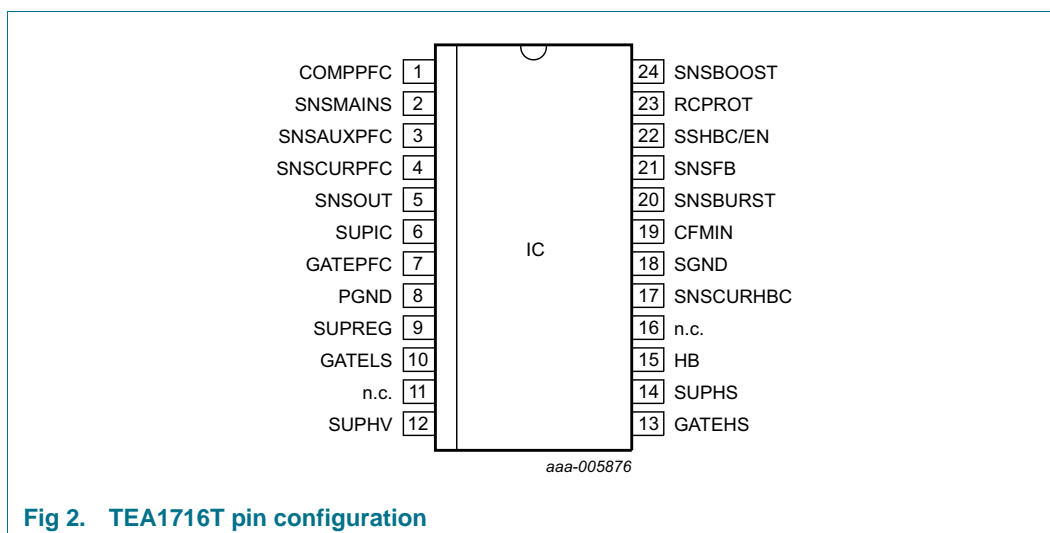 COMPPFC 1 24 SNSBOOST
SNSMAINS 2 23 RCPROT
SNSAUXPFC 3 22 SSHBC/EN
SNSCURPFC 4 21 SNSFB
SNSOUT 5 20 SNSBURST
SUPIC 6 19 CFMIN
IC
GATEPFC 7 18 SGND
PGND 8 17 SNSCURHBC
SUPREG 9 16 n.c.
GATELS 10 15 HB
n.c. 11 14 SUPHS
SUPHV 12 13 GATEHS
aaa-005876
Fig 2. TEA1716T pin configuration